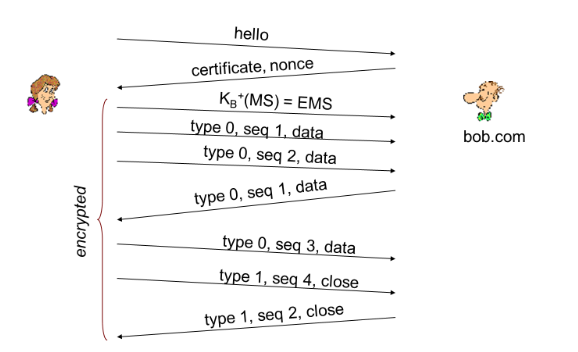 hello
certificate, nonce
K_B⁺(MS) = EMS
type 0, seq 1, data
type 0, seq 2, data
bob.com
type 0, seq 1, data
encrypted
type 0, seq 3, data
type 1, seq 4, close
type 1, seq 2, close